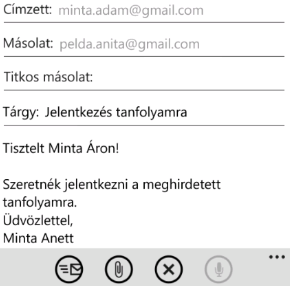 Címzett: minta.adam@gmail.com
Másolat: pelda.anita@gmail.com
Titkos másolat:
Tárgy: Jelentkezés tanfolyamra
Tisztelt Minta Áron!
Szeretnék jelentkezni a meghirdetett
tanfolyamra.
Üdvözlettel,
Minta Anett